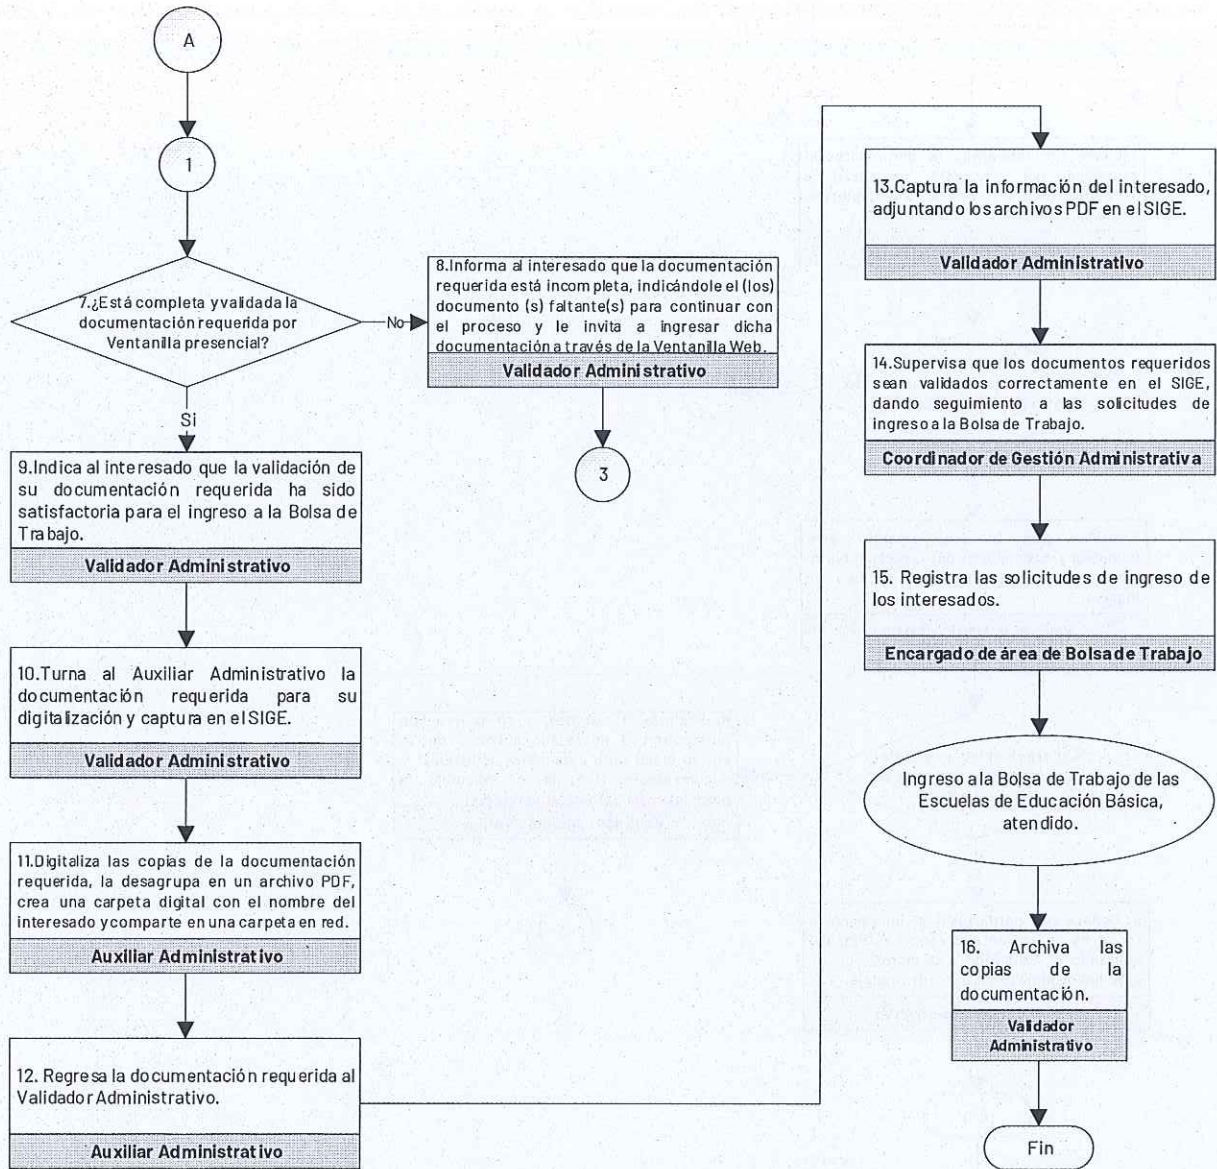 A
1
7.¿Está completa y validada la
documentación requerida por
Ventanilla presencial?
No
8.Informa al interesado que la documentación
requerida está incompleta, indicándole el (los)
documento (s) faltante(s) para continuar con
el proceso y le invita a ingresar dicha
documentación a través de la Ventanilla Web.
Validador Administrativo
3
Si
9.Indica al interesado que la validación de
su documentación requerida ha sido
satisfactoria para el ingreso a la Bolsa de
Trabajo.
Validador Administrativo
10.Turna al Auxiliar Administrativo la
documentación requerida para su
digitalización y captura en el SIGE.
Validador Administrativo
11.Digitaliza las copias de la documentación
requerida, la desagrupa en un archivo PDF,
crea una carpeta digital con el nombre del
interesado y comparte en una carpeta en red.
Auxiliar Administrativo
12. Regresa la documentación requerida al
Validador Administrativo.
Auxiliar Administrativo
13.Captura la información del interesado,
adjuntando los archivos PDF en el SIGE.
Validador Administrativo
14.Supervisa que los documentos requeridos
sean validados correctamente en el SIGE,
dando seguimiento a las solicitudes de
ingreso a la Bolsa de Trabajo.
Coordinador de Gestión Administrativa
15. Registra las solicitudes de ingreso de
los interesados.
Encargado de área de Bolsa de Trabajo
Ingreso a la Bolsa de Trabajo de las
Escuelas de Educación Básica,
atendido.
16. Archiva las
copias de la
documentación.
Validador
Administrativo
Fin